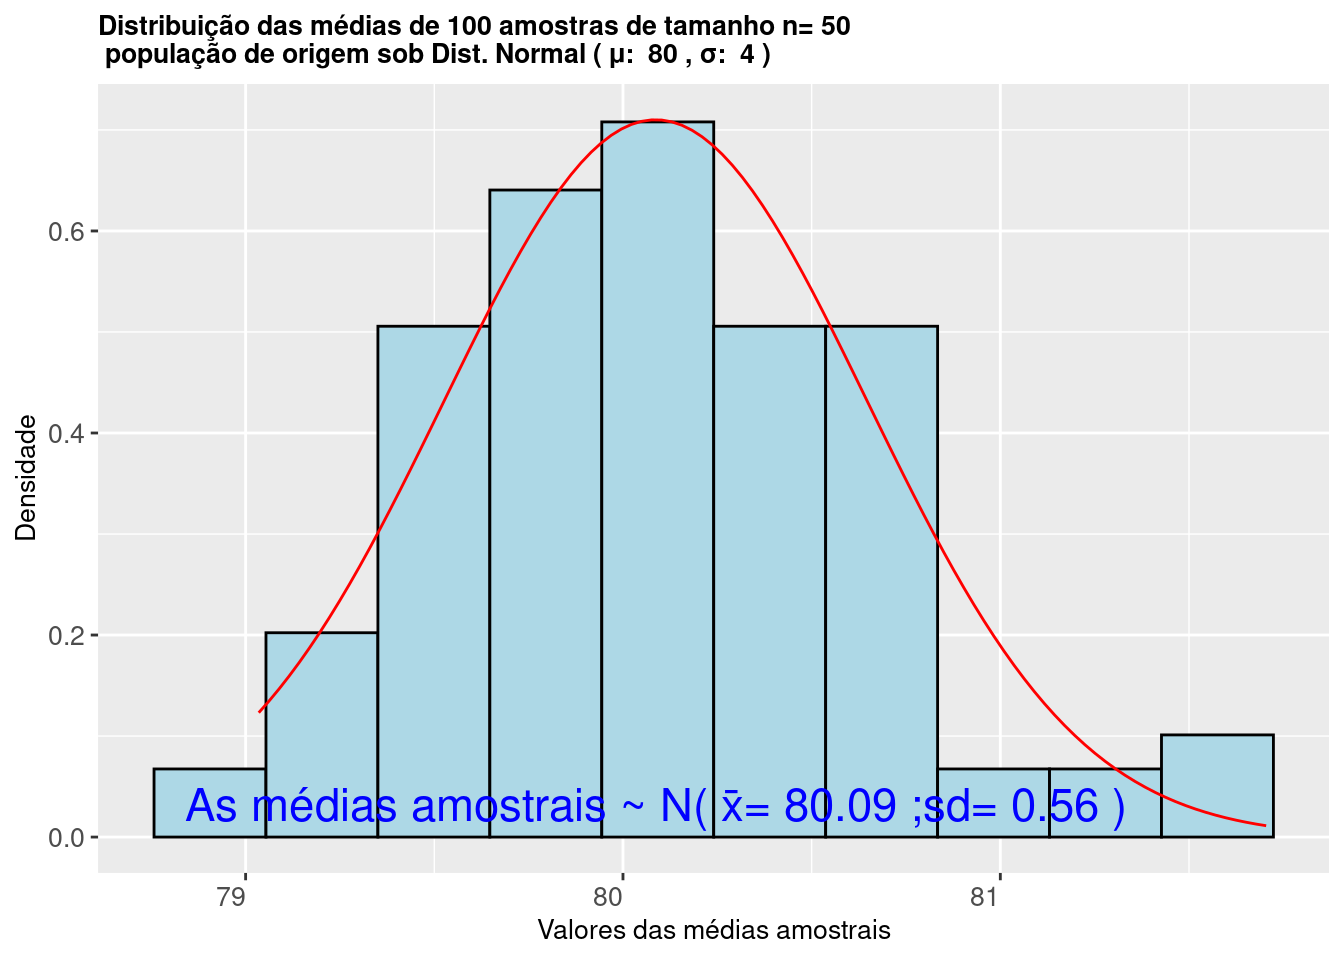 Distribuição das médias de 100 amostras de tamanho n= 50
população de origem sob Dist. Normal ( μ:  80 , σ:  4 )
Densidade
0.6
0.4
0.2
0.0
As médias amostrais ~ N( x̄= 80.09 ;sd= 0.56 )
79
80
81
Valores das médias amostrais